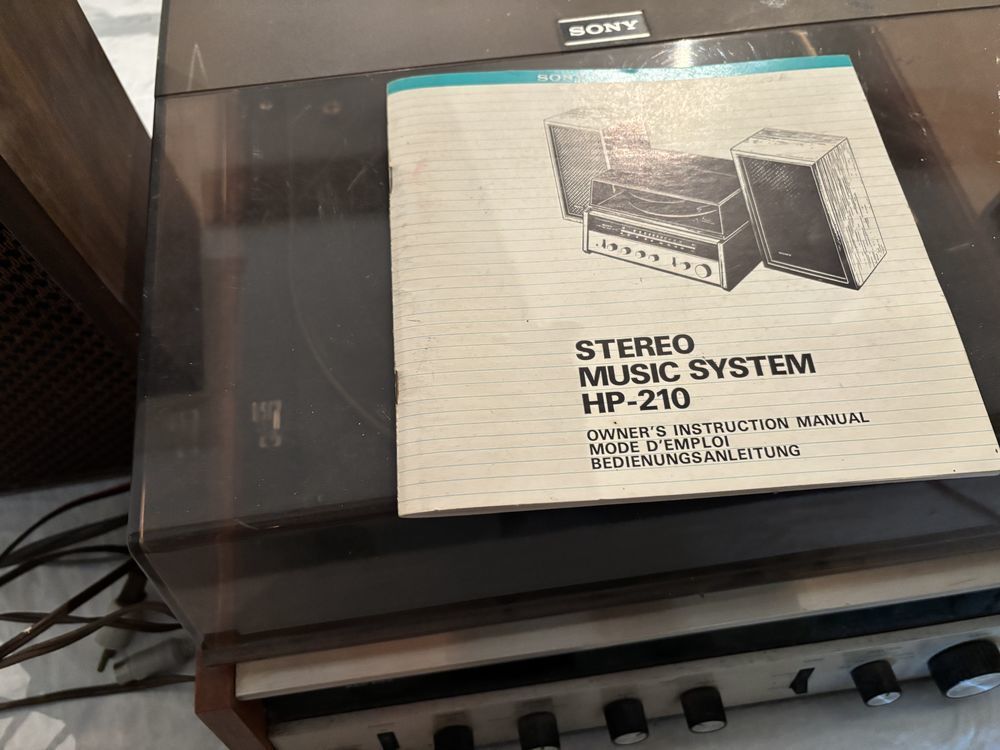 SONY
STEREO
MUSIC SYSTEM
HP-210
OWNER'S INSTRUCTION MANUAL
MODE D'EMPLOI
BEDIENUNGSANLEITUNG